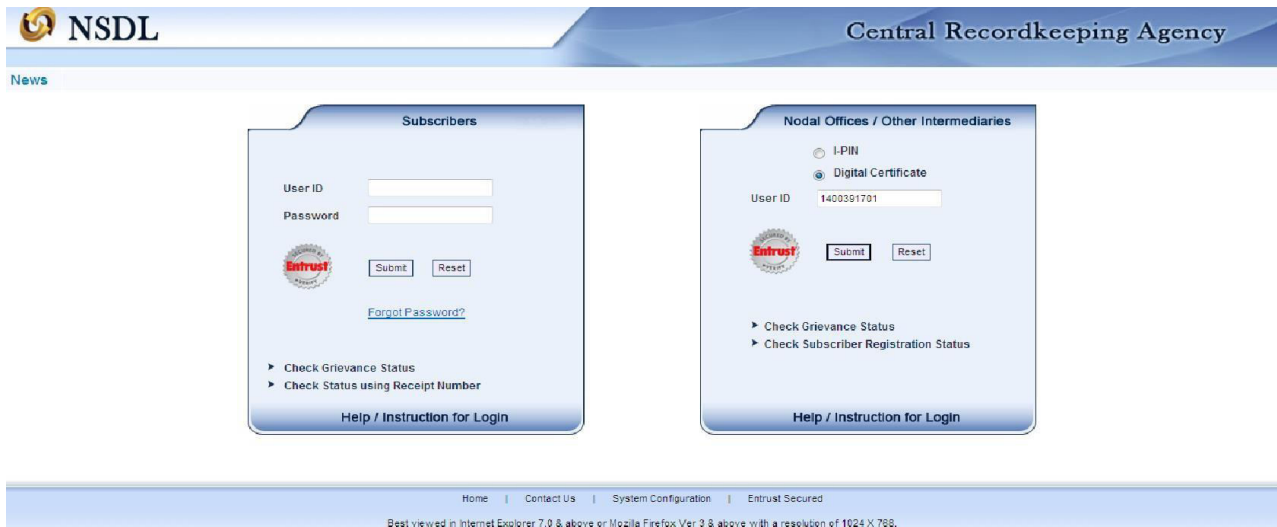 NSDL
Central Recordkeeping Agency
News
Subscribers
User ID
Password
Entrust
Submit
Reset
Forgot Password?
Check Grievance Status
Check Status using Receipt Number
Help / Instruction for Login
Nodal Offices / Other Intermediaries
I-PIN
Digital Certificate
User ID 1400391701
Entrust
Submit
Reset
Check Grievance Status
Check Subscriber Registration Status
Help / Instruction for Login
Home | Contact Us | System Configuration | Entrust Secured
Best viewed in Internet Explorer 7.0 & above or Mozilla Firefox Ver 3 & above with a resolution of 1024 X 768.